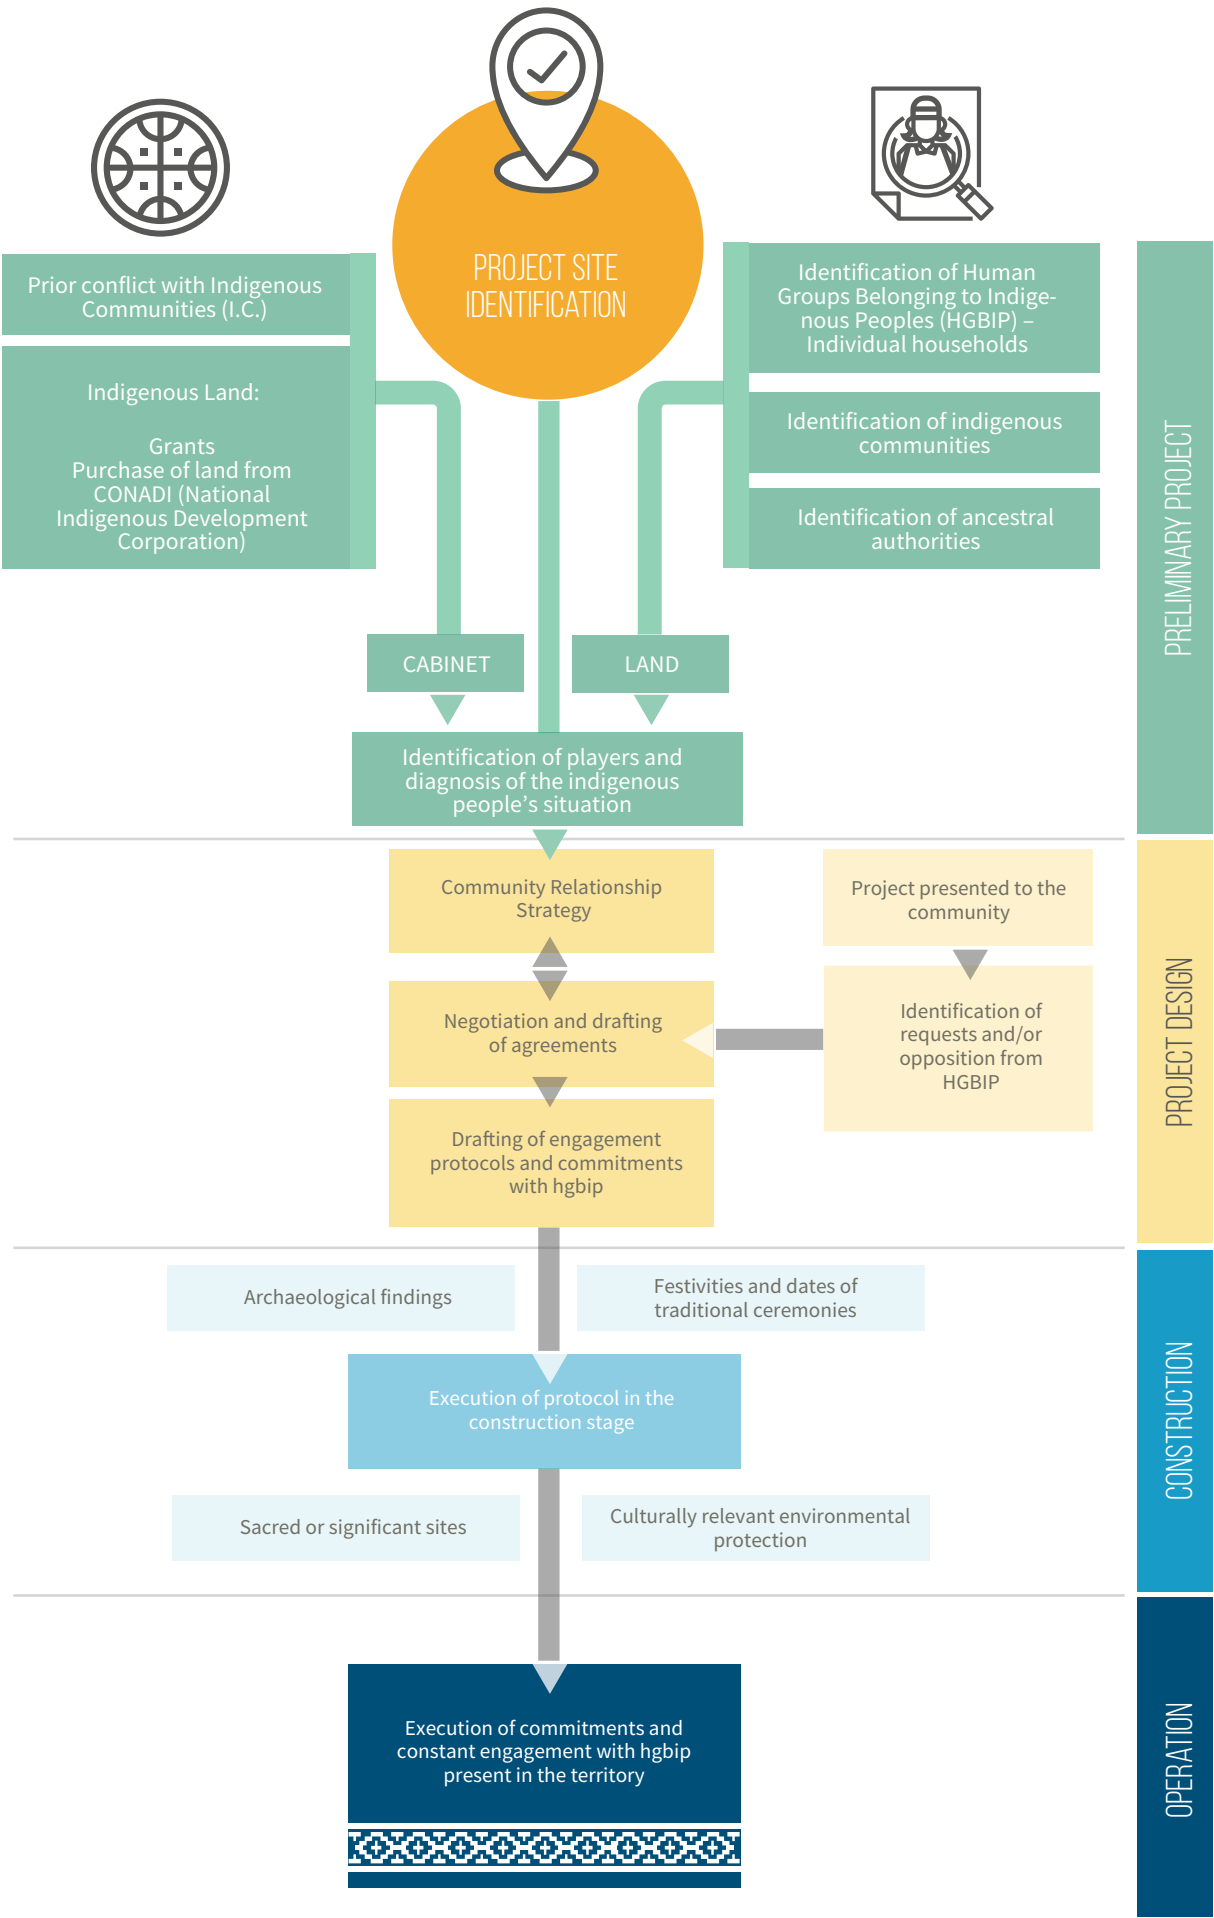 PROJECT SITE
IDENTIFICATION
Prior conflict with Indigenous
Communities (I.C.)
Indigenous Land:
Grants
Purchase of land from
CONADI (National
Indigenous Development
Corporation)
Identification of Human
Groups Belonging to Indige-
nous Peoples (HGBIP) –
Individual households
Identification of indigenous
communities
Identification of ancestral
authorities
CABINET
LAND
Identification of players and
diagnosis of the indigenous
people’s situation
PRELIMINARY PROJECT
Community Relationship
Strategy
Project presented to the
community
Negotiation and drafting
of agreements
Identification of
requests and/or
opposition from
HGBIP
Drafting of engagement
protocols and commitments
with hgbip
PROJECT DESIGN
Archaeological findings
Festivities and dates of
traditional ceremonies
Execution of protocol in the
construction stage
Sacred or significant sites
Culturally relevant environmental
protection
CONSTRUCTION
Execution of commitments and
constant engagement with hgbip
present in the territory
OPERATION